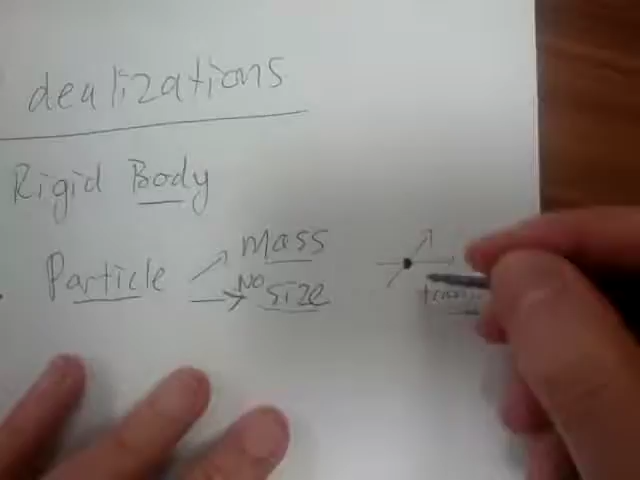 dealizations
Rigid Body
Particle
Mass
No size